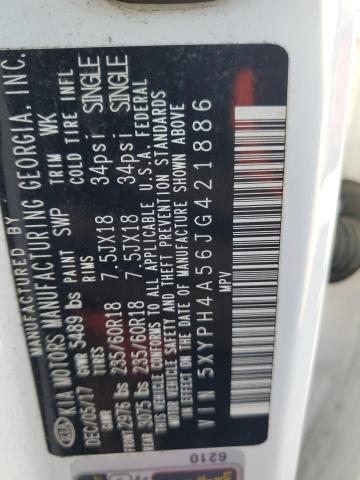 MANUFACTURED BY
KIA MOTORS MANUFACTURING GEORGIA, INC.
DEC/05/17 GVWR 5489 lbs PAINT SWP TRIM WK
GAWR TIRES RIMS COLD TIRE INFL
FRONT 2976 lbs 235/60R18 7.5JX18 34psi SINGLE
REAR 3075 lbs 235/60R18 7.5JX18 34psi SINGLE
THIS VEHICLE CONFORMS TO ALL APPLICABLE U.S.A. FEDERAL
MOTOR VEHICLE SAFETY AND THEFT PREVENTION
STANDARDS IN EFFECT ON THE DATE OF MANUFACTURE SHOWN ABOVE
VIN 5XYPH4A56JG421886
MPV
6210